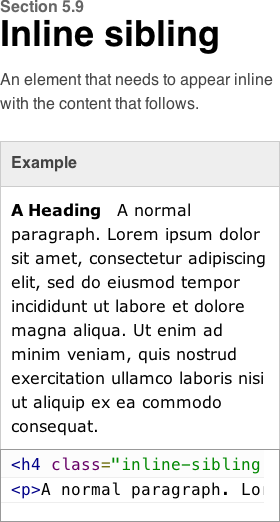 Section 5.9
Inline sibling
An element that needs to appear inline
with the content that follows.
Example
A Heading A normal
paragraph. Lorem ipsum dolor
sit amet, consectetur adipiscing
elit, sed do eiusmod tempor
incididunt ut labore et dolore
magna aliqua. Ut enim ad
minim veniam, quis nostrud
exercitation ullamco laboris nisi
ut aliquip ex ea commodo
consequat.
<h4 class="inline-sibling
<p>A normal paragraph. Lor